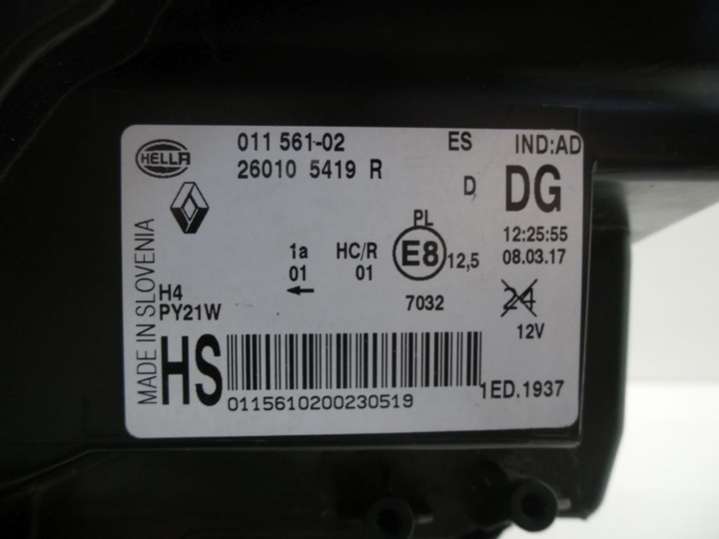 HELLA
011 561-02 ES IND:AD
26010 5419 R D DG
12:25:55
08.03.17
MADE IN SLOVENIA
PL
1a HC/R E8 12,5
01 01
H4
PY21W
7032
24
12V
HS
0115610200230519
1ED.1937